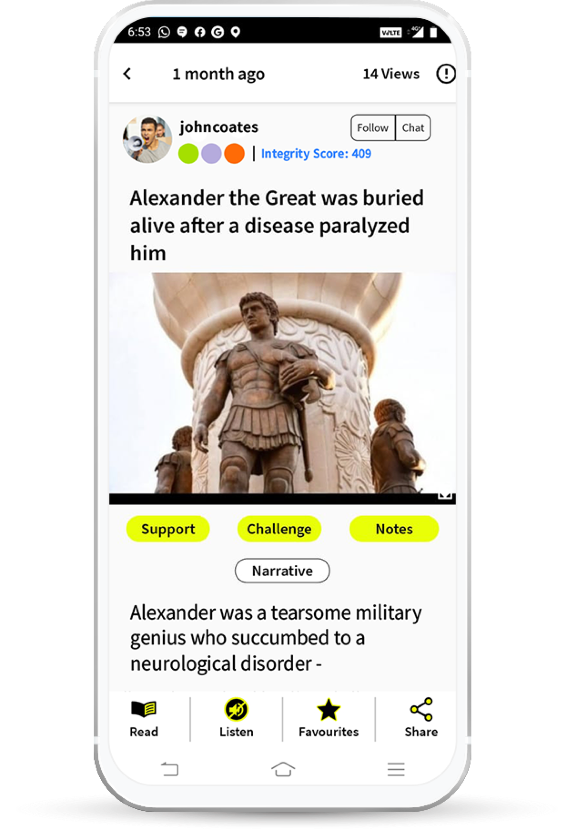 6:53 VoLTE 4G
1 month ago 14 Views
johncoates Follow Chat
Integrity Score: 409
Alexander the Great was buried
alive after a disease paralyzed
him
Support Challenge Notes
Narrative
Alexander was a tearsome military
genius who succumbed to a
neurological disorder -
Read Listen Favourites Share